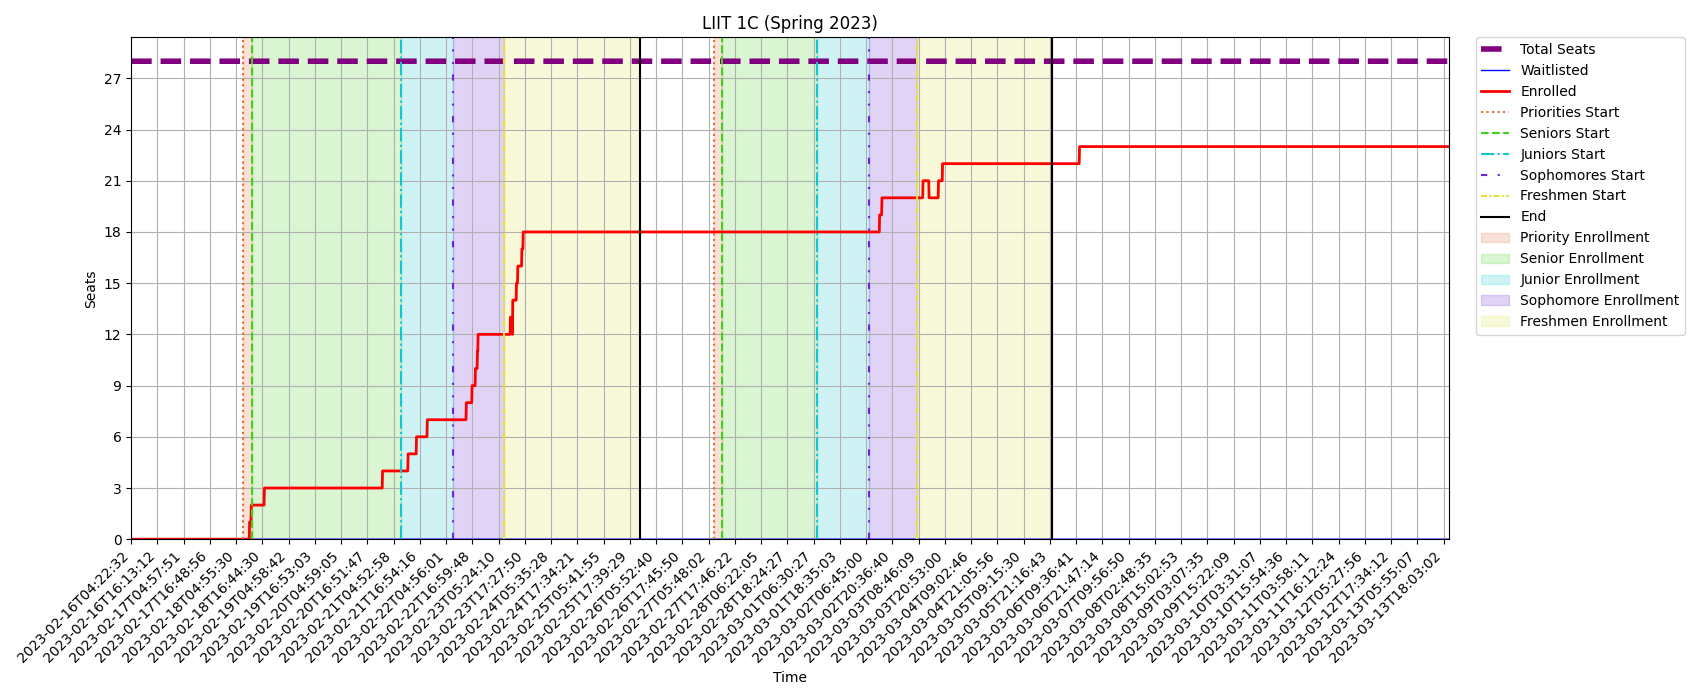 LIIT 1C (Spring 2023)
Total Seats
Waitlisted
Enrolled
Priorities Start
Seniors Start
Juniors Start
Sophomores Start
Freshmen Start
End
Priority Enrollment
Senior Enrollment
Junior Enrollment
Sophomore Enrollment
Freshmen Enrollment
Seats
27
24
21
18
15
12
9
6
3
0
2023-02-16T04:22:32
2023-02-16T16:13:12
2023-02-17T04:57:51
2023-02-17T16:48:56
2023-02-18T04:55:30
2023-02-18T16:44:30
2023-02-19T04:58:42
2023-02-19T16:53:03
2023-02-20T04:59:05
2023-02-20T16:51:47
2023-02-21T04:52:58
2023-02-21T16:54:16
2023-02-22T04:56:01
2023-02-22T16:59:48
2023-02-23T05:24:10
2023-02-23T17:27:50
2023-02-24T05:35:28
2023-02-24T17:34:21
2023-02-25T05:41:55
2023-02-25T17:39:29
2023-02-26T05:52:40
2023-02-26T17:45:50
2023-02-27T05:48:02
2023-02-27T17:46:22
2023-02-28T06:22:05
2023-02-28T18:24:27
2023-03-01T06:30:27
2023-03-01T18:35:03
2023-03-02T06:45:00
2023-03-02T20:36:40
2023-03-03T08:46:09
2023-03-03T20:53:00
2023-03-04T09:02:46
2023-03-04T21:05:56
2023-03-05T09:15:30
2023-03-05T21:16:43
2023-03-06T09:36:41
2023-03-06T21:47:14
2023-03-07T09:56:50
2023-03-08T02:48:35
2023-03-08T15:02:53
2023-03-09T03:07:35
2023-03-09T15:22:09
2023-03-10T03:31:07
2023-03-10T15:54:36
2023-03-11T03:58:11
2023-03-11T16:12:24
2023-03-12T05:27:56
2023-03-12T17:34:12
2023-03-13T05:55:07
2023-03-13T18:03:02
Time